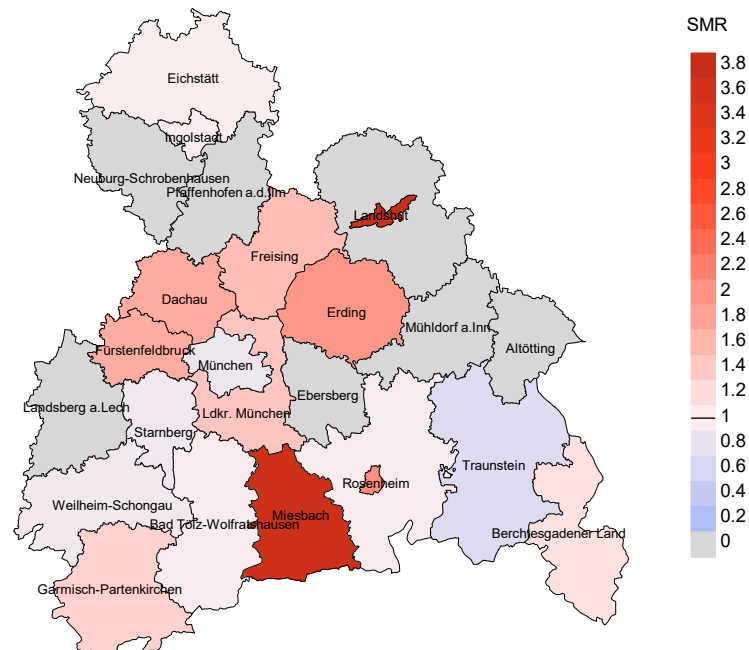 SMR
3.8
3.6
3.4
3.2
3
2.8
2.6
2.4
2.2
2
1.8
1.6
1.4
1.2
1
0.8
0.6
0.4
0.2
0
Eichstätt
Ingolstadt
Neuburg-Schrobenhausen
Pfaffenhofen a.d.Ilm
Landshut
Freising
Dachau
Erding
Mühldorf a.Inn
Altötting
Fürstenfeldbruck
München
Ebersberg
Landsberg a.Lech
Ldkr. München
Starnberg
Traunstein
Rosenheim
Weilheim-Schongau
Miesbach
Bad Tölz-Wolfratshausen
Berchtesgadener Land
Garmisch-Partenkirchen